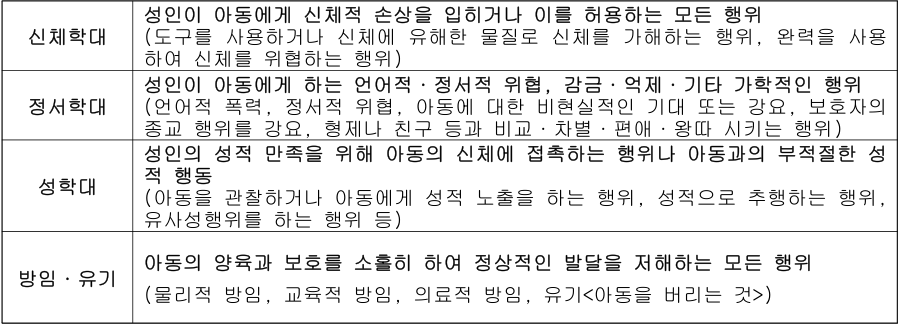 신체학대
성인이 아동에게 신체적 손상을 입히거나 이를 허용하는 모든 행위
(도구를 사용하거나 신체에 유해한 물질로 신체를 가해하는 행위, 완력을 사용
하여 신체를 위협하는 행위)
정서학대
성인이 아동에게 하는 언어적·정서적 위협, 감금·억제·기타 가학적인 행위
(언어적 폭력, 정서적 위협, 아동에 대한 비현실적인 기대 또는 강요, 보호자의
종교 행위를 강요, 형제나 친구 등과 비교·차별·편애·왕따 시키는 행위)
성학대
성인의 성적 만족을 위해 아동의 신체에 접촉하는 행위나 아동과의 부적절한 성
적 행동
(아동을 관찰하거나 아동에게 성적 노출을 하는 행위, 성적으로 추행하는 행위,
유사성행위를 하는 행위 등)
방임·유기
아동의 양육과 보호를 소홀히 하여 정상적인 발달을 저해하는 모든 행위
(물리적 방임, 교육적 방임, 의료적 방임, 유기<아동을 버리는 것>)